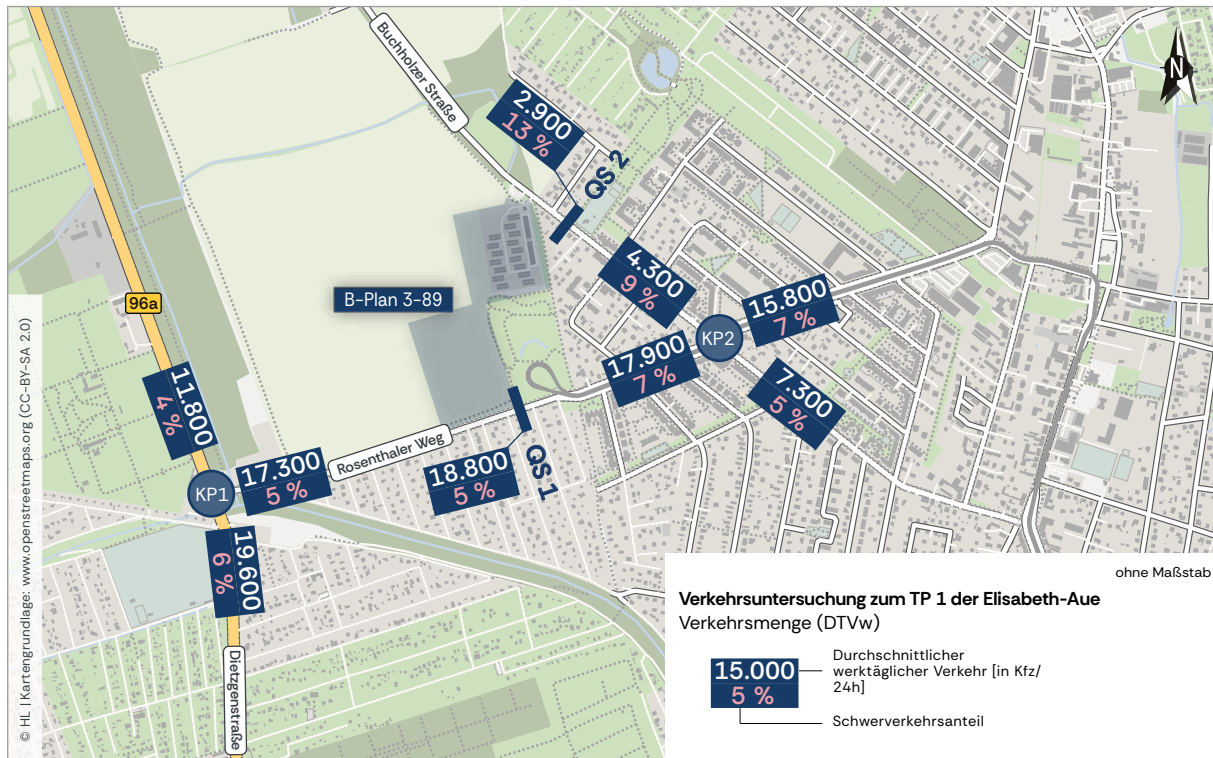 Buchholzer Straße
N
2.900
13 %
QS 2
4.300
9 %
15.800
7 %
B-Plan 3-89
96a
KP2
17.900
7 %
7.300
5 %
11.800
4 %
Rosenthaler Weg
17.300
5 %
18.800
5 %
QS 1
KP1
19.600
6 %
Dietzgenstraße
© HL | Kartengrundlage: www.openstreetmaps.org (CC-BY-SA 2.0)
ohne Maßstab
Verkehrsuntersuchung zum TP 1 der Elisabeth-Aue
Verkehrsmenge (DTVw)
15.000
5 %
Durchschnittlicher
werktäglicher Verkehr [in Kfz/
24h]
Schwerverkehrsanteil